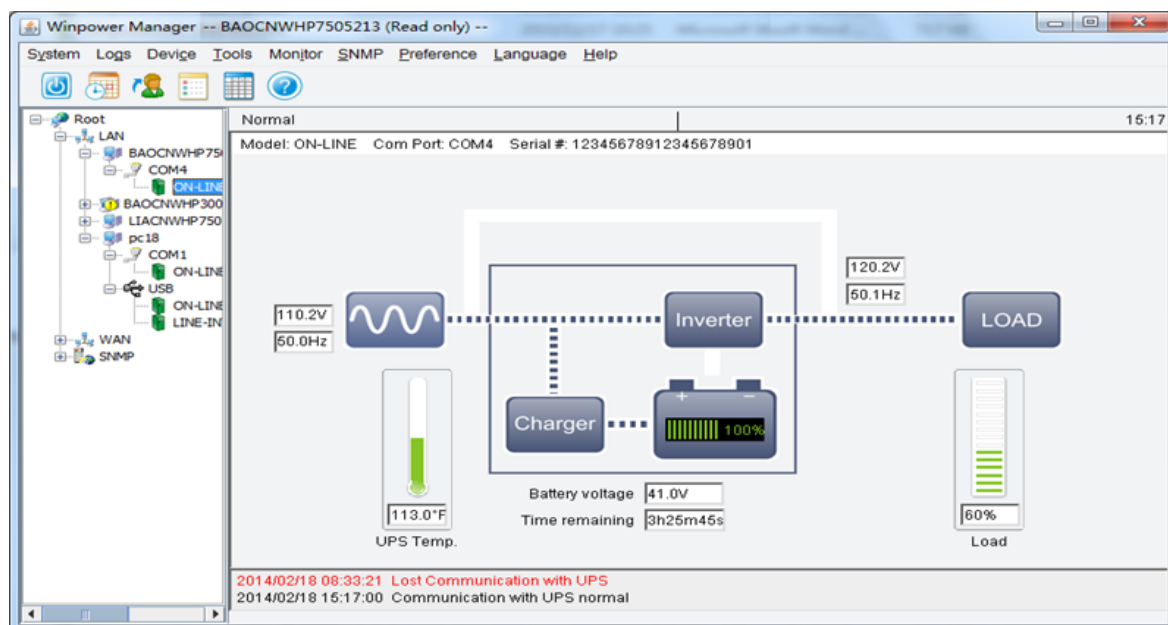 Winpower Manager -- BAOCNWHP7505213 (Read only) --
System Logs Device Tools Monitor SNMP Preference Language Help
Root
LAN
BAOCNWHP75
COM4
ON-LINE
BAOCNWHP300
LIACNWHP750
pc18
COM1
ON-LINE
USB
ON-LINE
LINE-IN
WAN
SNMP
Normal 15:17
Model: ON-LINE Com Port: COM4 Serial #: 12345678912345678901
120.2V
50.1Hz
110.2V
50.0Hz
Inverter
LOAD
Charger
+ −
100%
Battery voltage 41.0V
Time remaining 3h25m45s
113.0°F
UPS Temp.
60%
Load
2014/02/18 08:33:21 Lost Communication with UPS
2014/02/18 15:17:00 Communication with UPS normal